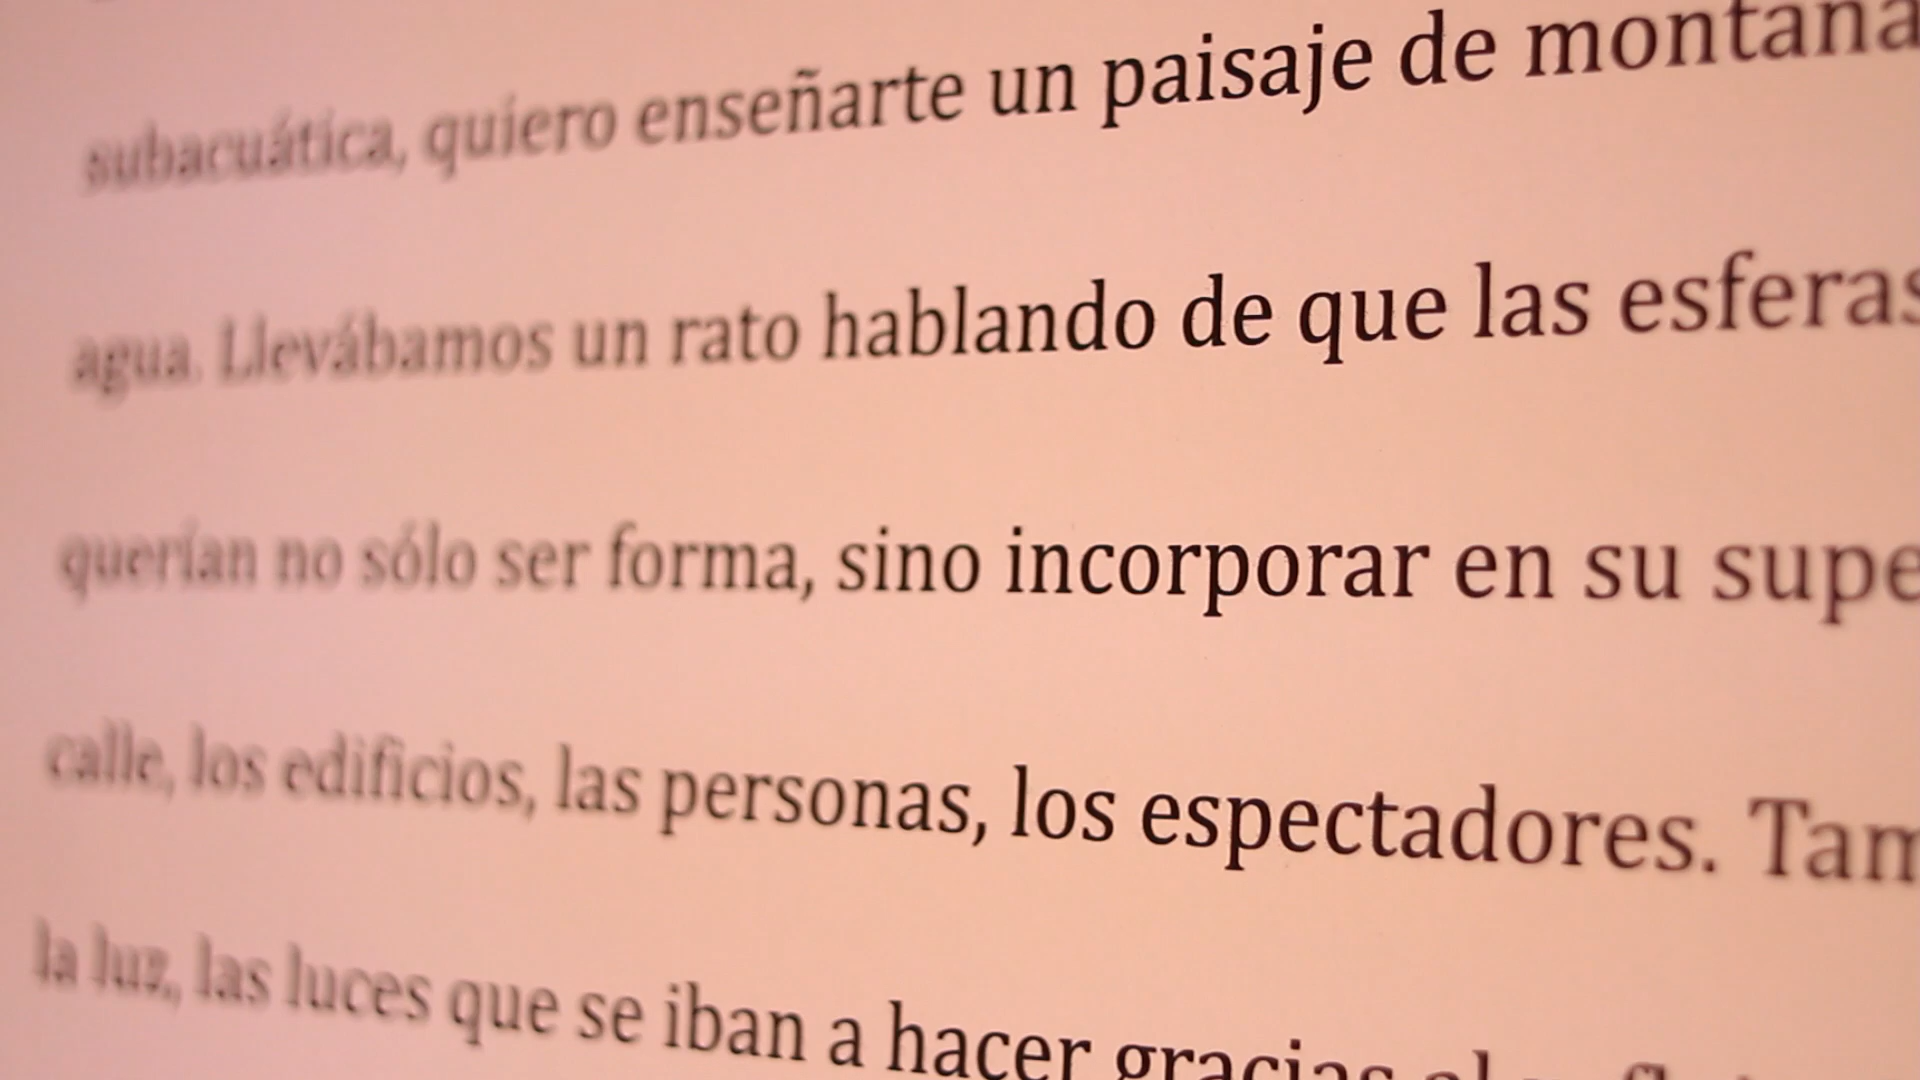 subacuática, quiero enseñarte un paisaje de montaña
agua. Llevábamos un rato hablando de que las esferas
querían no sólo ser forma, sino incorporar en su supe
calle, los edificios, las personas, los espectadores. Tam
la luz, las luces que se iban a hacer gracias al